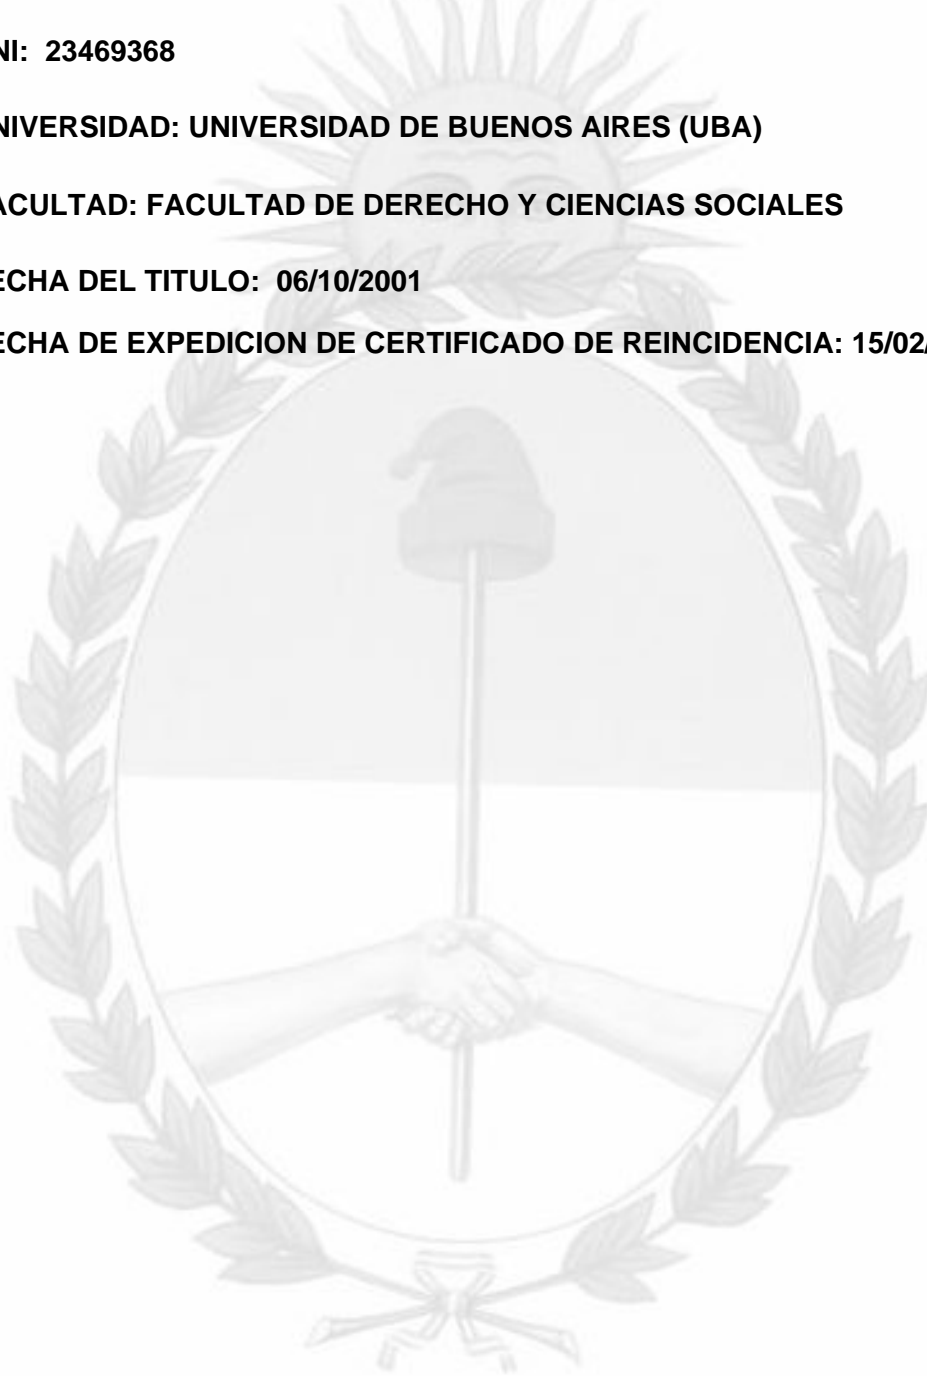 NI: 23469368
NIVERSIDAD: UNIVERSIDAD DE BUENOS AIRES (UBA)
ACULTAD: FACULTAD DE DERECHO Y CIENCIAS SOCIALES
ECHA DEL TITULO: 06/10/2001
ECHA DE EXPEDICION DE CERTIFICADO DE REINCIDENCIA: 15/02/